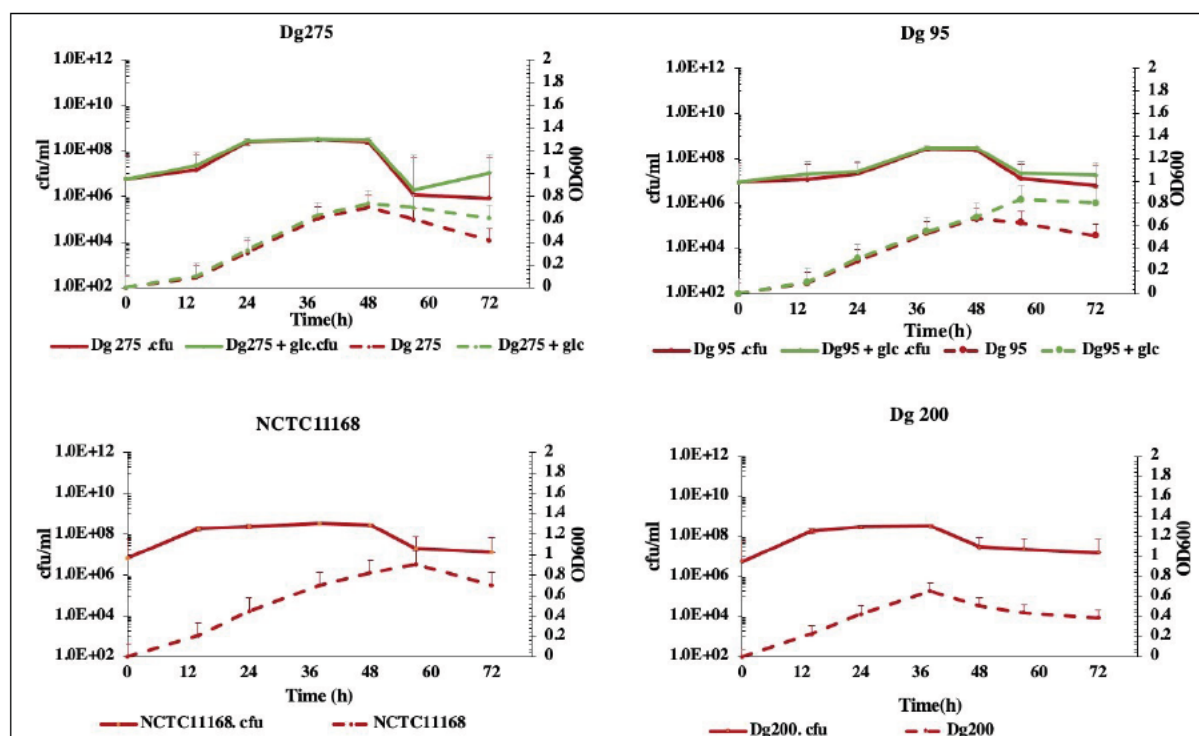 Dg275
1.0E+12
1.0E+10
1.0E+08
1.0E+06
1.0E+04
1.0E+02
cfu/ml
2
1.8
1.6
1.4
1.2
1
0.8
0.6
0.4
0.2
0
OD600
0 12 24 36 48 60 72
Time(h)
Dg 275 .cfu Dg275 + glc.cfu Dg 275 Dg275 + glc
Dg 95
1.0E+12
1.0E+10
1.0E+08
1.0E+06
1.0E+04
1.0E+02
cfu/ml
2
1.8
1.6
1.4
1.2
1
0.8
0.6
0.4
0.2
0
OD600
0 12 24 36 48 60 72
Time(h)
Dg 95 .cfu Dg95 + glc .cfu Dg 95 Dg95 + glc
NCTC11168
1.0E+12
1.0E+10
1.0E+08
1.0E+06
1.0E+04
1.0E+02
cfu/ml
2
1.8
1.6
1.4
1.2
1
0.8
0.6
0.4
0.2
0
OD600
0 12 24 36 48 60 72
Time (h)
NCTC11168. cfu NCTC11168
Dg 200
1.0E+12
1.0E+10
1.0E+08
1.0E+06
1.0E+04
1.0E+02
cfu/ml
2
1.8
1.6
1.4
1.2
1
0.8
0.6
0.4
0.2
0
OD600
0 12 24 36 48 60 72
Time(h)
Dg200. cfu Dg200